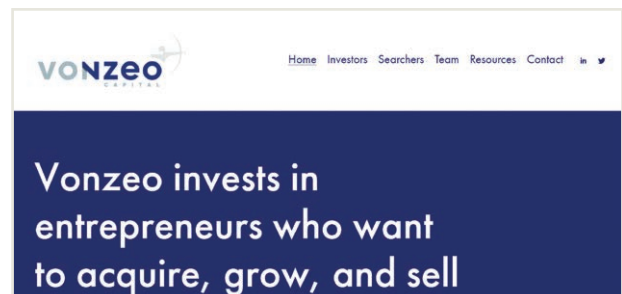 VONZEO
CAPITAL
Home Investors Searchers Team Resources Contact in
Vonzeo invests in
entrepreneurs who want
to acquire, grow, and sell